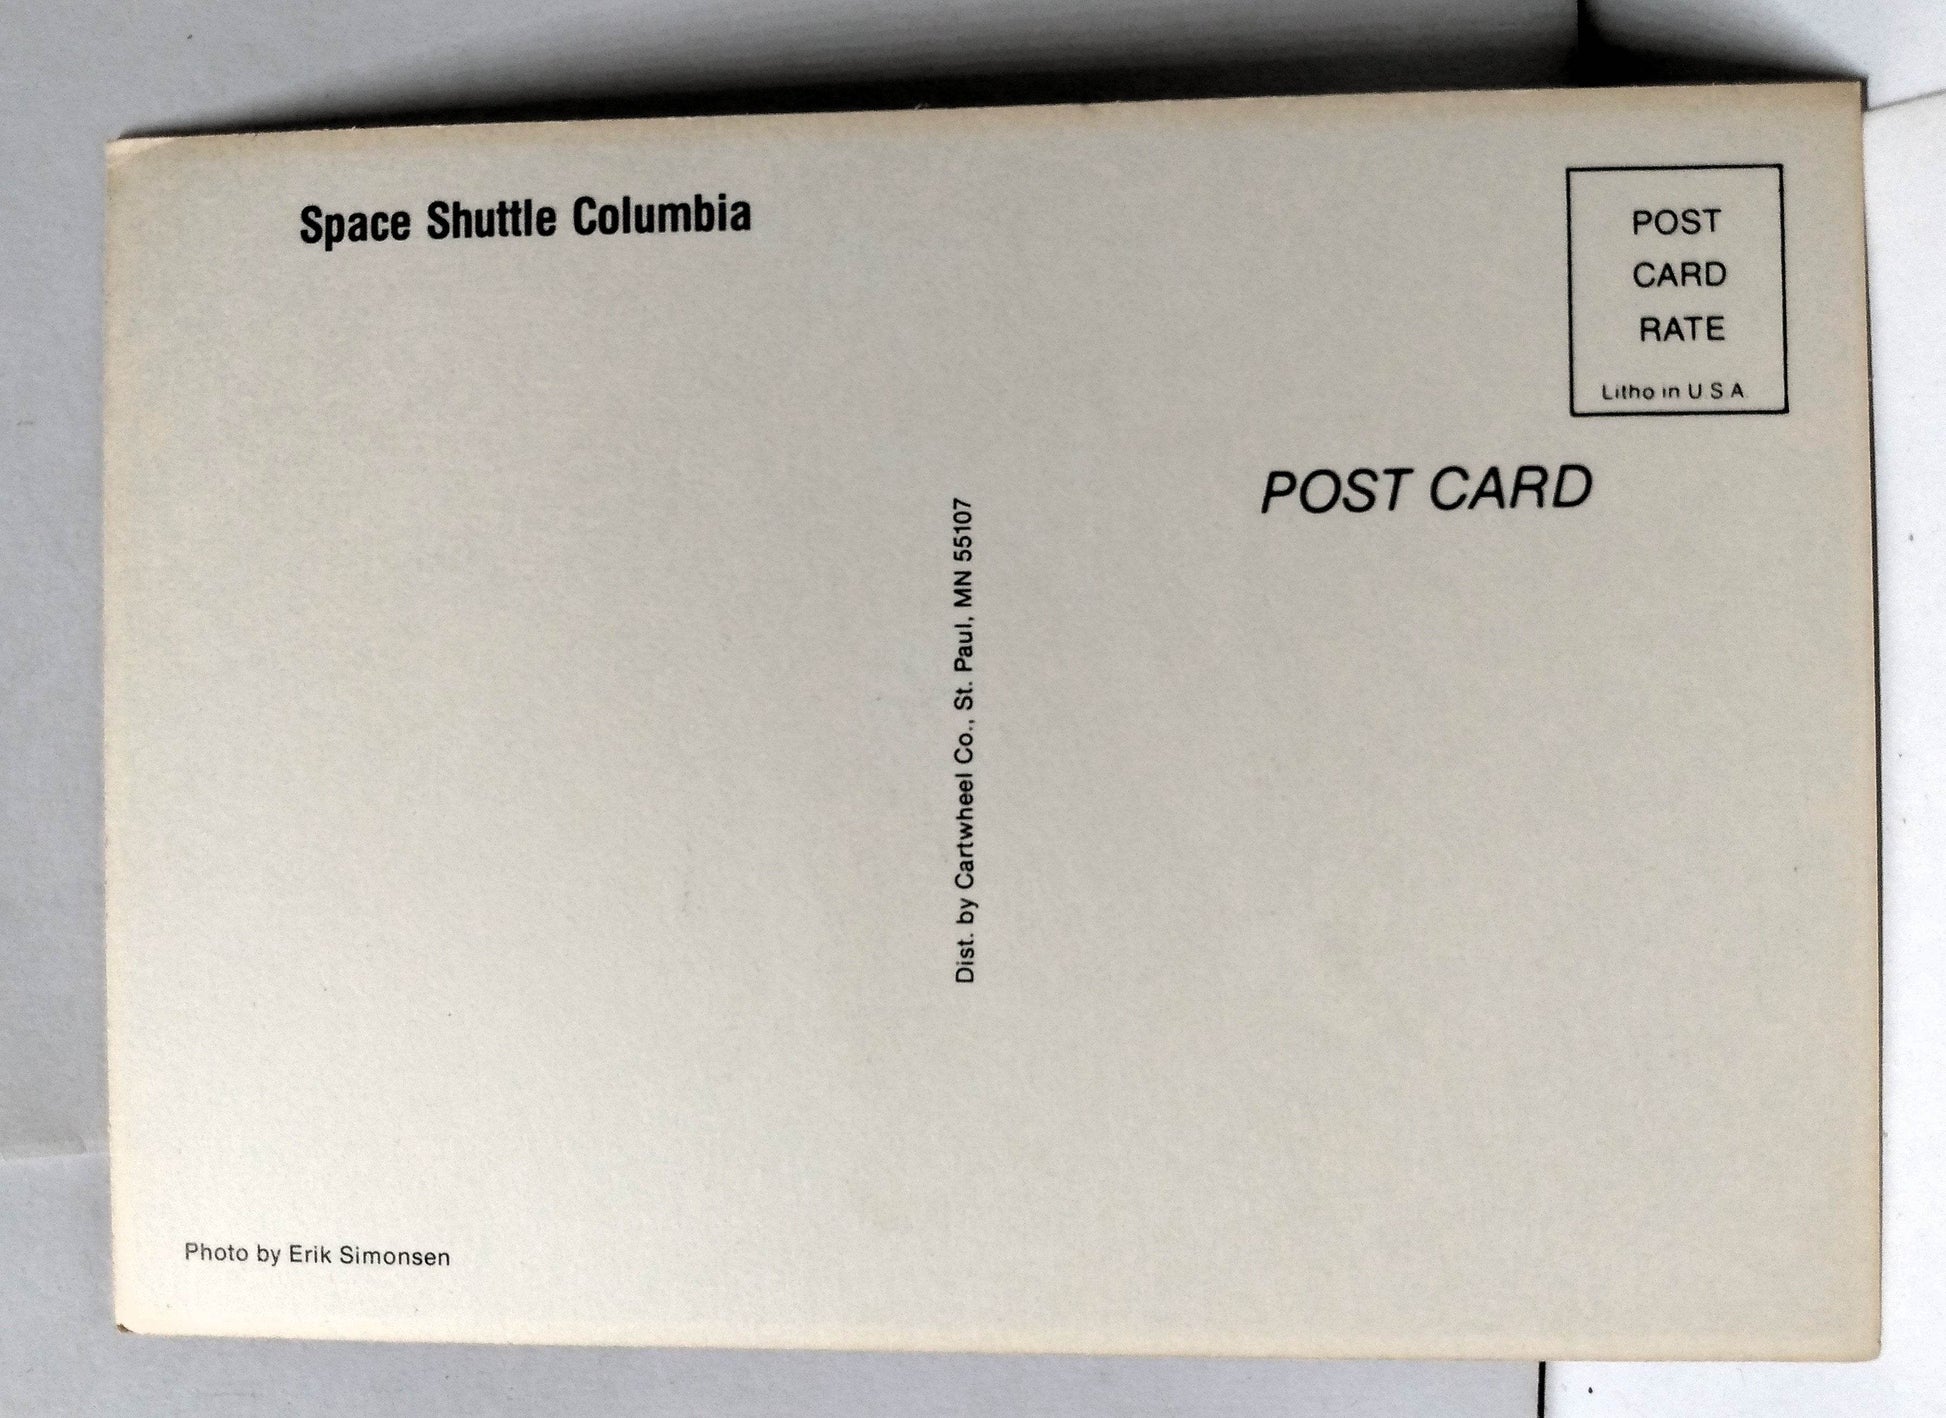 Space Shuttle Columbia
POST
CARD
RATE
Litho in U S A
POST CARD
Dist. by Cartwheel Co., St. Paul, MN 55107
Photo by Erik Simonsen